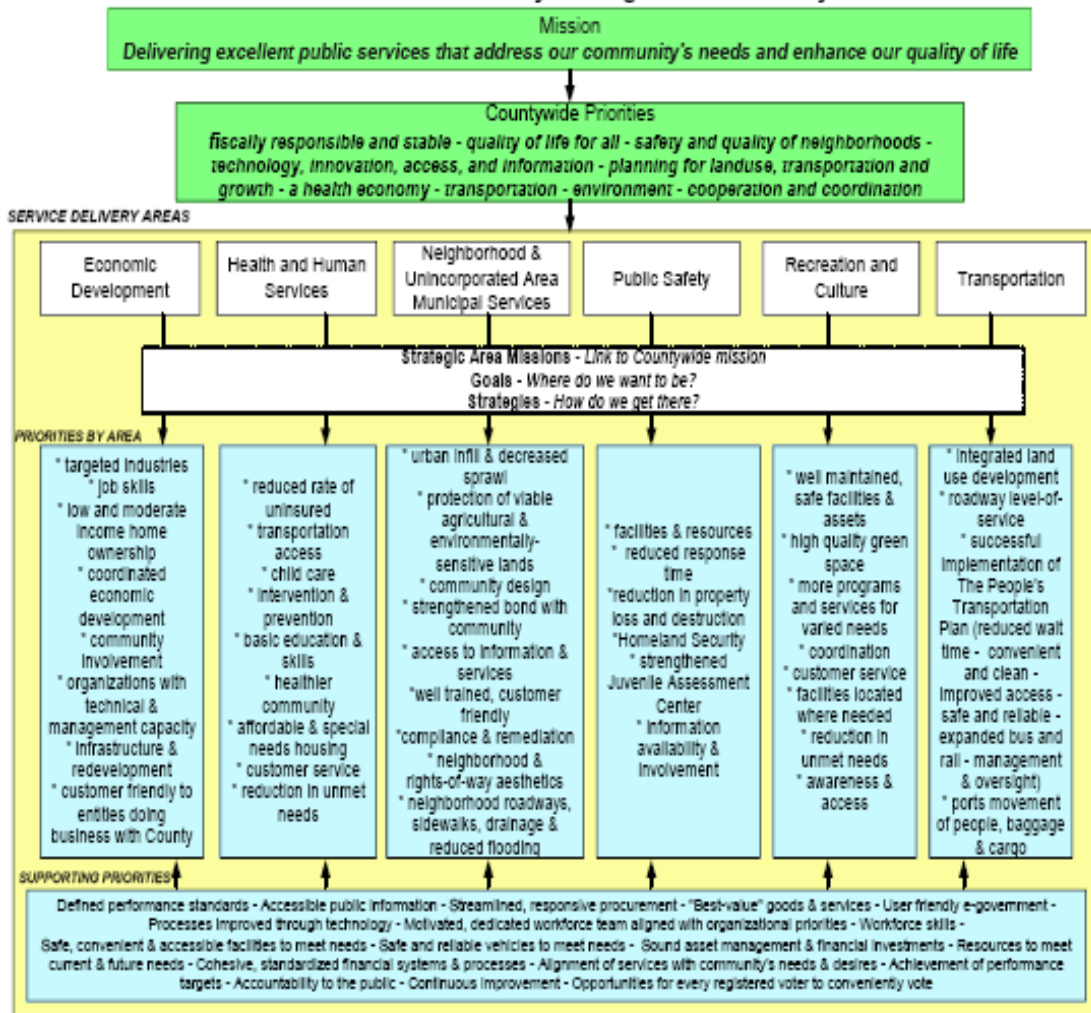 Mission
Delivering excellent public services that address our community's needs and enhance our quality of life
Countywide Priorities
fiscally responsible and stable - quality of life for all - safety and quality of neighborhoods -
technology, innovation, access, and information - planning for landuse, transportation and
growth - a health economy - transportation - environment - cooperation and coordination
SERVICE DELIVERY AREAS
Economic
Development
Health and Human
Services
Neighborhood &
Unincorporated Area
Municipal Services
Public Safety
Recreation and
Culture
Transportation
Strategic Area Missions - Link to Countywide mission
Goals - Where do we want to be?
Strategies - How do we get there?
PRIORITIES BY AREA
* targeted industries
* job skills
* low and moderate
income home
ownership
* coordinated
economic
development
* community
involvement
* organizations with
technical &
management capacity
* infrastructure &
redevelopment
* customer friendly to
entities doing
business with County
* reduced rate of
uninsured
* transportation
access
* child care
* intervention &
prevention
* basic education &
skills
* healthier
community
* affordable & special
needs housing
* customer service
* reduction in unmet
needs
* urban infill & decreased
sprawl
* protection of viable
agricultural &
environmentally-
sensitive lands
* community design
* strengthened bond with
community
* access to information &
services
*well trained, customer
friendly
*compliance & remediation
* neighborhood &
rights-of-way aesthetics
* neighborhood roadways,
sidewalks, drainage &
reduced flooding
*facilities & resources
* reduced response
time
*reduction in property
loss and destruction
*Homeland Security
* strengthened
Juvenile Assessment
Center
* information
availability &
involvement
* well maintained,
safe facilities &
assets
* high quality green
space
* more programs
and services for
varied needs
* coordination
* customer service
* facilities located
where needed
* reduction in
unmet needs
* awareness &
access
* integrated land
use development
* roadway level-of-
service
* successful
implementation of
The People's
Transportation
Plan (reduced wait
time - convenient
and clean -
improved access -
safe and reliable -
expanded bus and
rail - management
& oversight)
* ports movement
of people, baggage
& cargo
SUPPORTING PRIORITIES
Defined performance standards - Accessible public information - Streamlined, responsive procurement - "Best-value" goods & services - User friendly e-government -
Processes improved through technology - Motivated, dedicated workforce team aligned with organizational priorities - Workforce skills -
Safe, convenient & accessible facilities to meet needs - Safe and reliable vehicles to meet needs - Sound asset management & financial investments - Resources to meet
current & future needs - Cohesive, standardized financial systems & processes - Alignment of services with community's needs & desires - Achievement of performance
targets - Accountability to the public - Continuous improvement - Opportunities for every registered voter to conveniently vote